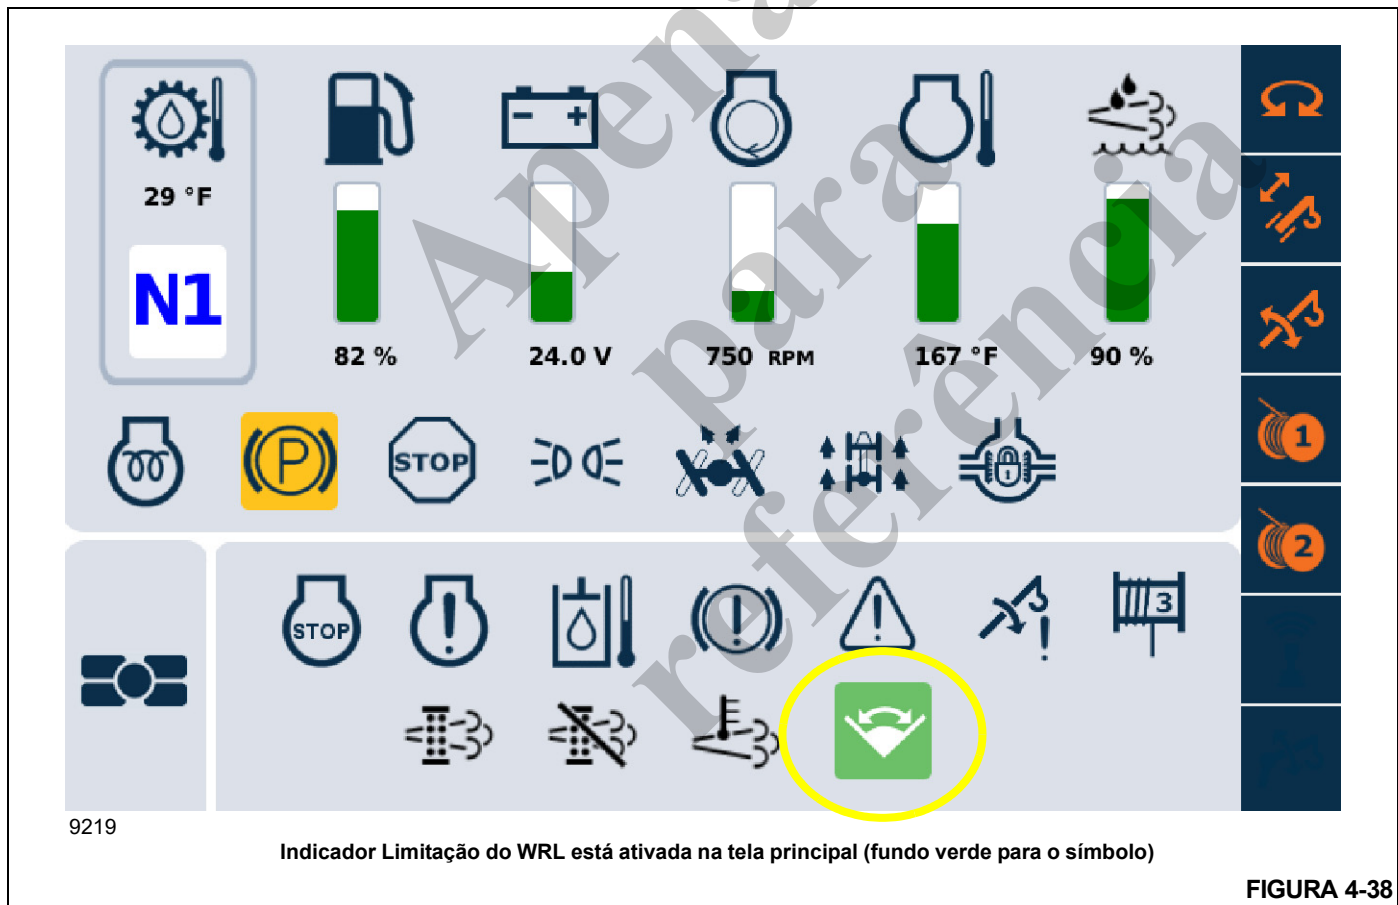 Apenas
para
referência
29 °F
N1
82 %
24.0 V
750 RPM
167 °F
90 %
P
STOP
1
2
STOP
3
9219
Indicador Limitação do WRL está ativada na tela principal (fundo verde para o símbolo)
FIGURA 4-38